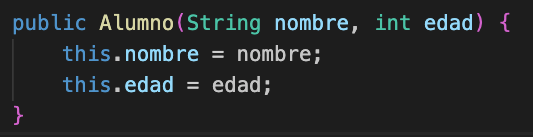 public Alumno(String nombre, int edad) {
    this.nombre = nombre;
    this.edad = edad;
}